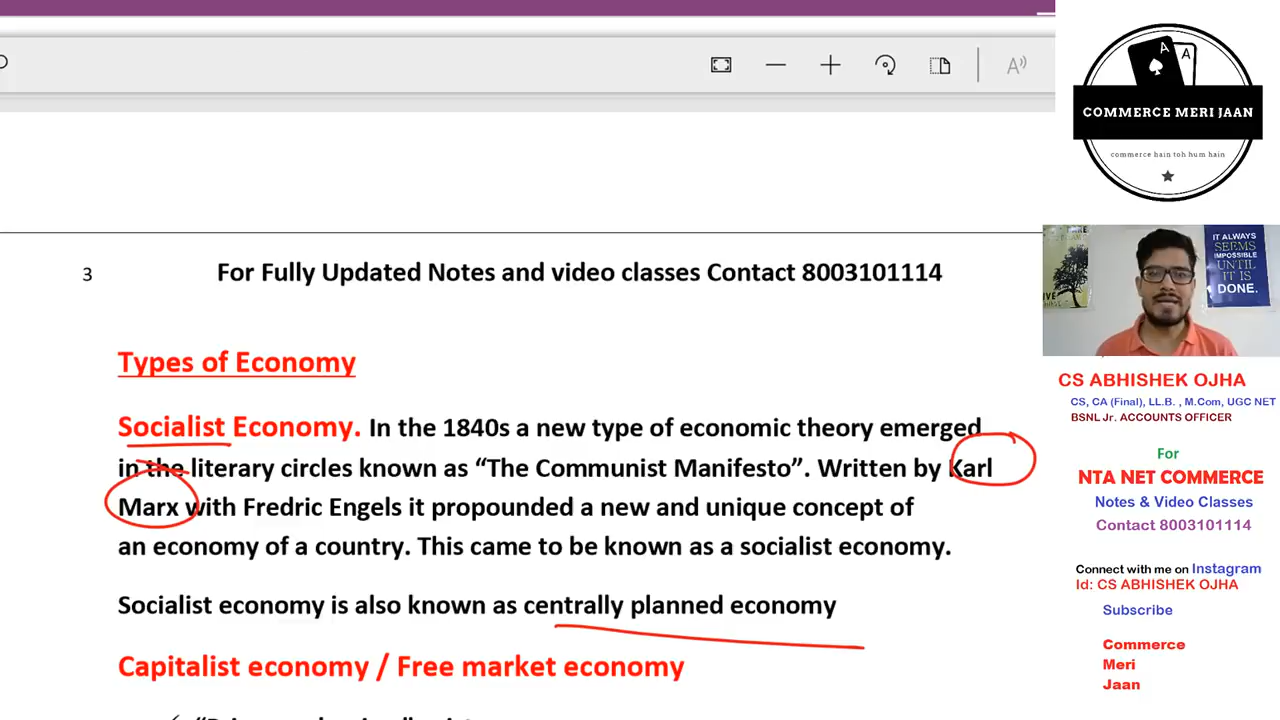 A
A
COMMERCE MERI JAAN
commerce hain toh hum hain
IT ALWAYS
SEEMS
IMPOSSIBLE
UNTIL
IT IS
DONE.
3
For Fully Updated Notes and video classes Contact 8003101114
Types of Economy
Socialist Economy. In the 1840s a new type of economic theory emerged
in the literary circles known as “The Communist Manifesto”. Written by Karl
Marx with Fredric Engels it propounded a new and unique concept of
an economy of a country. This came to be known as a socialist economy.
Socialist economy is also known as centrally planned economy
Capitalist economy / Free market economy
CS ABHISHEK OJHA
CS, CA (Final), LL.B. , M.Com, UGC NET
BSNL Jr. ACCOUNTS OFFICER
For
NTA NET COMMERCE
Notes & Video Classes
Contact 8003101114
Connect with me on Instagram
Id: CS ABHISHEK OJHA
Subscribe
Commerce
Meri
Jaan